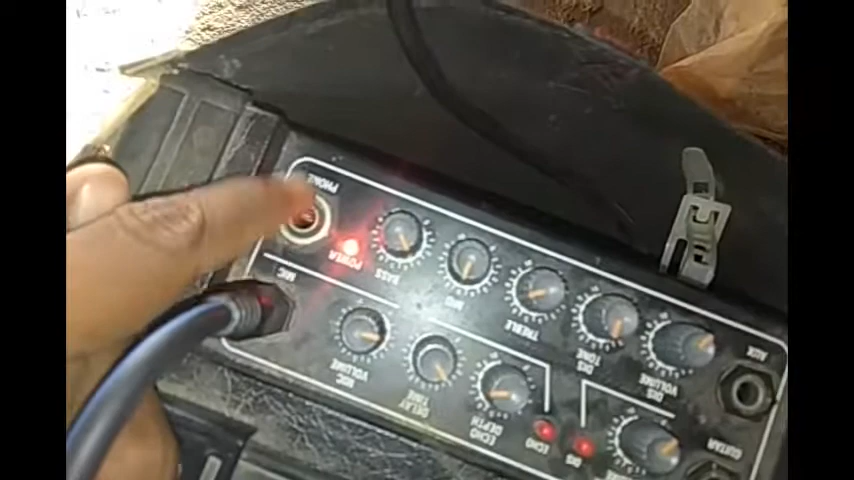 PHONE
POWER
BASS
MID
TREBLE
DIS TONE
DIS VOLUME
AUX
MIC
MIC VOLUME
DELAY TIME
ECHO DEPTH
ECHO
DIS
GUITAR